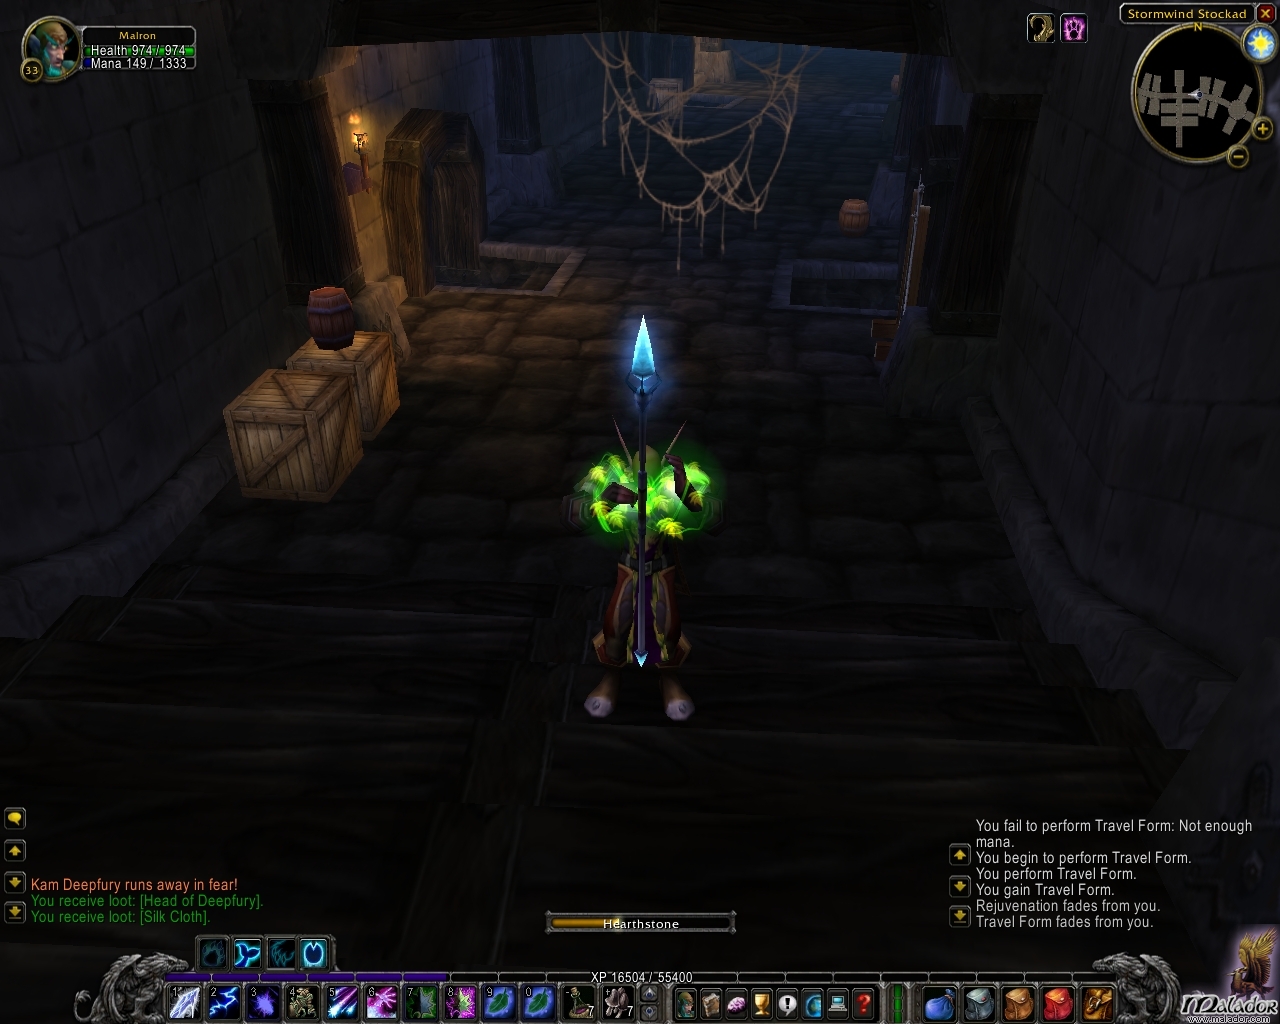 Malron
Health 974 / 974
33
Mana 149 / 1333
Stormwind Stockad
N
You fail to perform Travel Form: Not enough
mana.
You begin to perform Travel Form.
You perform Travel Form.
You gain Travel Form.
Rejuvenation fades from you.
Travel Form fades from you.
Kam Deepfury runs away in fear!
You receive loot: [Head of Deepfury].
You receive loot: [Silk Cloth].
Hearthstone
XP 16504 / 55400
1 2 3 4 5 6 7 8 9 0
7 7
Malador
www.malador.com